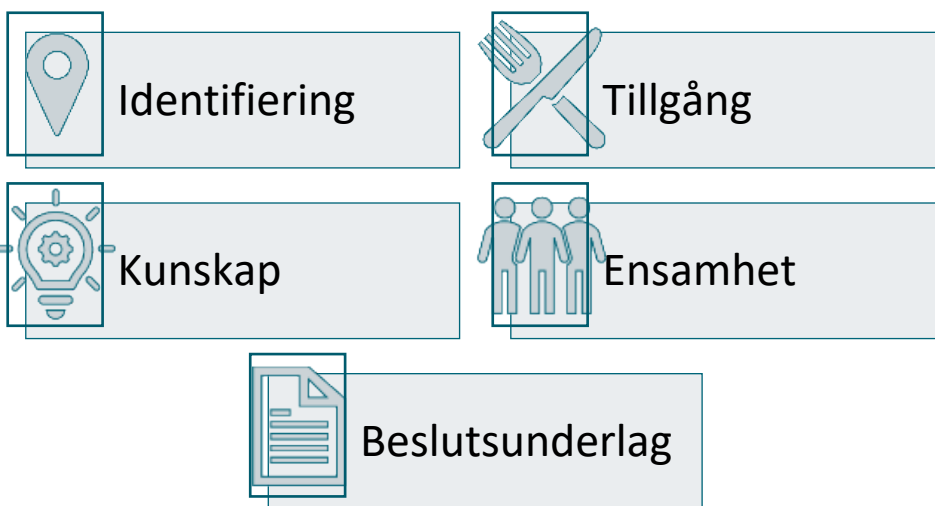 Identifiering
Tillgång
Kunskap
Ensamhet
Beslutsunderlag